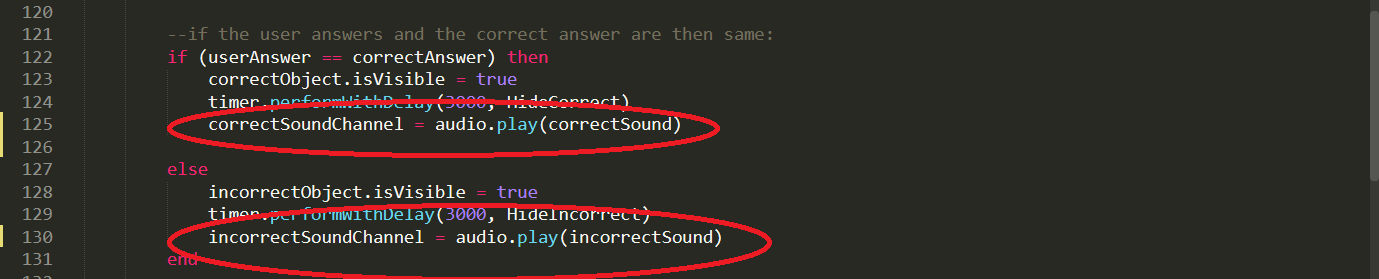 120
121 --if the user answers and the correct answer are then same:
122 if (userAnswer == correctAnswer) then
123 correctObject.isVisible = true
124 timer.performWithDelay(3000, HideCorrect)
125 correctSoundChannel = audio.play(correctSound)
126
127 else
128 incorrectObject.isVisible = true
129 timer.performWithDelay(3000, HideIncorrect)
130 incorrectSoundChannel = audio.play(incorrectSound)
131 end
132